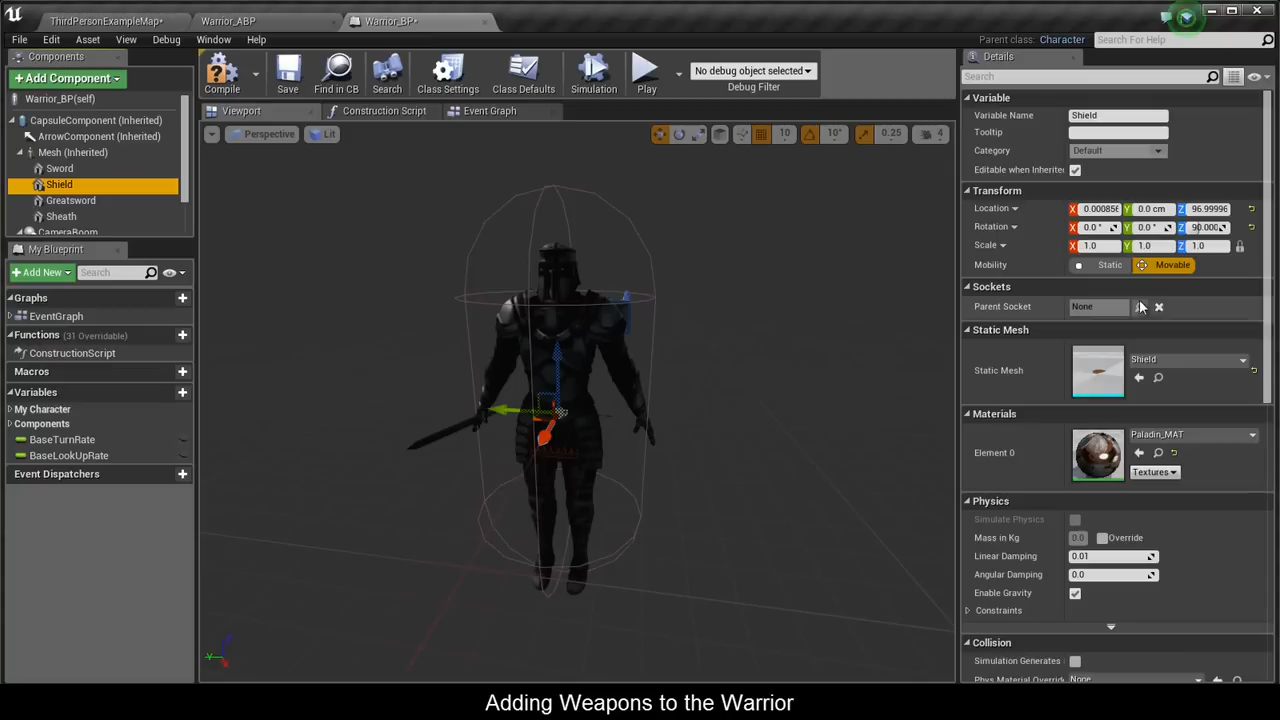 ThirdPersonExampleMap*
Warrior_ABP
Warrior_BP*
File
Edit
Asset
View
Debug
Window
Help
Parent class:
Character
Search For Help
Components
+Add Component
Warrior_BP(self)
CapsuleComponent (Inherited)
ArrowComponent (Inherited)
Mesh (Inherited)
Sword
Shield
Greatsword
Sheath
CameraBoom
My Blueprint
+Add New
Search
Graphs
EventGraph
Functions (31 Overridable)
ConstructionScript
Macros
Variables
My Character
Components
BaseTurnRate
BaseLookUpRate
Event Dispatchers
Compile
Save
Find in CB
Search
Class Settings
Class Defaults
Simulation
Play
No debug object selected
Debug Filter
Viewport
Construction Script
Event Graph
Perspective
Lit
10
10°
0.25
4
Details
Search
Variable
Variable Name
Shield
Tooltip
Category
Default
Editable when Inherited
Transform
Location
X 0.000856
Y 0.0 cm
Z 96.99996
Rotation
X 0.0 °
Y 0.0 °
Z 90.000
Scale
X 1.0
Y 1.0
Z 1.0
Mobility
Static
Movable
Sockets
Parent Socket
None
Static Mesh
Static Mesh
Shield
Materials
Element 0
Paladin_MAT
Textures
Physics
Simulate Physics
Mass in Kg
0.0
Override
Linear Damping
0.01
Angular Damping
0.0
Enable Gravity
Constraints
Collision
Simulation Generates
Phys Material Override
None
Adding Weapons to the Warrior